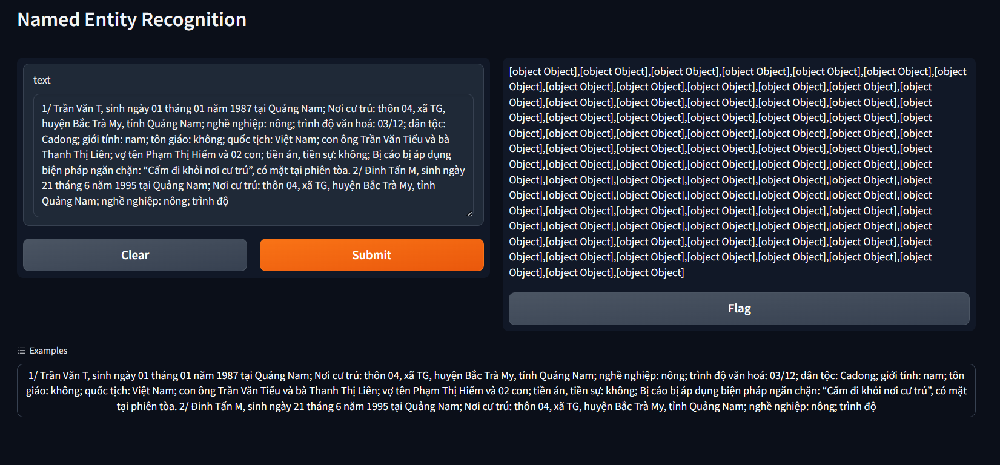 Named Entity Recognition
text
1/ Trần Văn T, sinh ngày 01 tháng 01 năm 1987 tại Quảng Nam; Nơi cư trú: thôn 04, xã TG,
huyện Bắc Trà My, tỉnh Quảng Nam; nghề nghiệp: nông; trình độ văn hoá: 03/12; dân tộc:
Cadong; giới tính: nam; tôn giáo: không; quốc tịch: Việt Nam; con ông Trần Văn Tiếu và bà
Thanh Thị Liên; vợ tên Phạm Thị Hiếm và 02 con; tiền án, tiền sự: không; Bị cáo bị áp dụng
biện pháp ngăn chặn: “Cấm đi khỏi nơi cư trú”, có mặt tại phiên tòa. 2/ Đinh Tấn M, sinh ngày
21 tháng 6 năm 1995 tại Quảng Nam; Nơi cư trú: thôn 04, xã TG, huyện Bắc Trà My, tỉnh
Quảng Nam; nghề nghiệp: nông; trình độ
Clear
Submit
[object Object],[object Object],[object Object],[object Object],[object Object],[object Object],[object
Object],[object Object],[object Object],[object Object],[object Object],[object Object],[object
Object],[object Object],[object Object],[object Object],[object Object],[object Object],[object
Object],[object Object],[object Object],[object Object],[object Object],[object Object],[object
Object],[object Object],[object Object],[object Object],[object Object],[object Object],[object
Object],[object Object],[object Object],[object Object],[object Object],[object Object],[object
Object],[object Object],[object Object],[object Object],[object Object],[object Object],[object
Object],[object Object],[object Object],[object Object],[object Object],[object Object],[object
Object],[object Object],[object Object],[object Object],[object Object],[object Object],[object
Object],[object Object],[object Object],[object Object],[object Object],[object Object],[object
Object],[object Object],[object Object],[object Object],[object Object],[object Object],[object
Object],[object Object],[object Object],[object Object],[object Object],[object Object],[object
Object],[object Object],[object Object],[object Object],[object Object],[object Object],[object
Object],[object Object],[object Object]
Flag
Examples
1/ Trần Văn T, sinh ngày 01 tháng 01 năm 1987 tại Quảng Nam; Nơi cư trú: thôn 04, xã TG, huyện Bắc Trà My, tỉnh Quảng Nam; nghề nghiệp: nông; trình độ văn hoá: 03/12; dân tộc: Cadong; giới tính: nam; tôn
giáo: không; quốc tịch: Việt Nam; con ông Trần Văn Tiếu và bà Thanh Thị Liên; vợ tên Phạm Thị Hiếm và 02 con; tiền án, tiền sự: không; Bị cáo bị áp dụng biện pháp ngăn chặn: “Cấm đi khỏi nơi cư trú”, có mặt
tại phiên tòa. 2/ Đinh Tấn M, sinh ngày 21 tháng 6 năm 1995 tại Quảng Nam; Nơi cư trú: thôn 04, xã TG, huyện Bắc Trà My, tỉnh Quảng Nam; nghề nghiệp: nông; trình độ